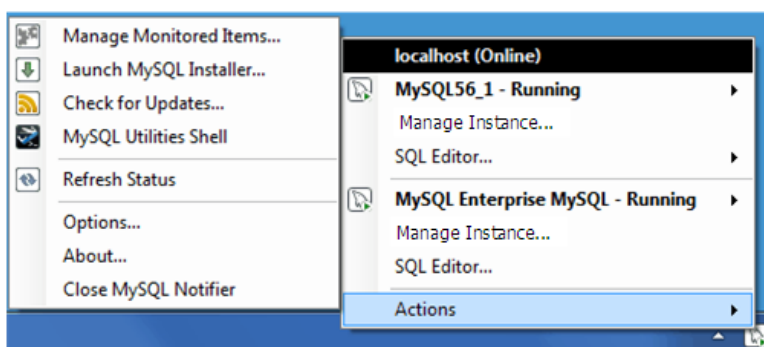 Manage Monitored Items...
Launch MySQL Installer...
Check for Updates...
MySQL Utilities Shell
Refresh Status
Options...
About...
Close MySQL Notifier
localhost (Online)
MySQL56_1 - Running
Manage Instance...
SQL Editor...
MySQL Enterprise MySQL - Running
Manage Instance...
SQL Editor...
Actions